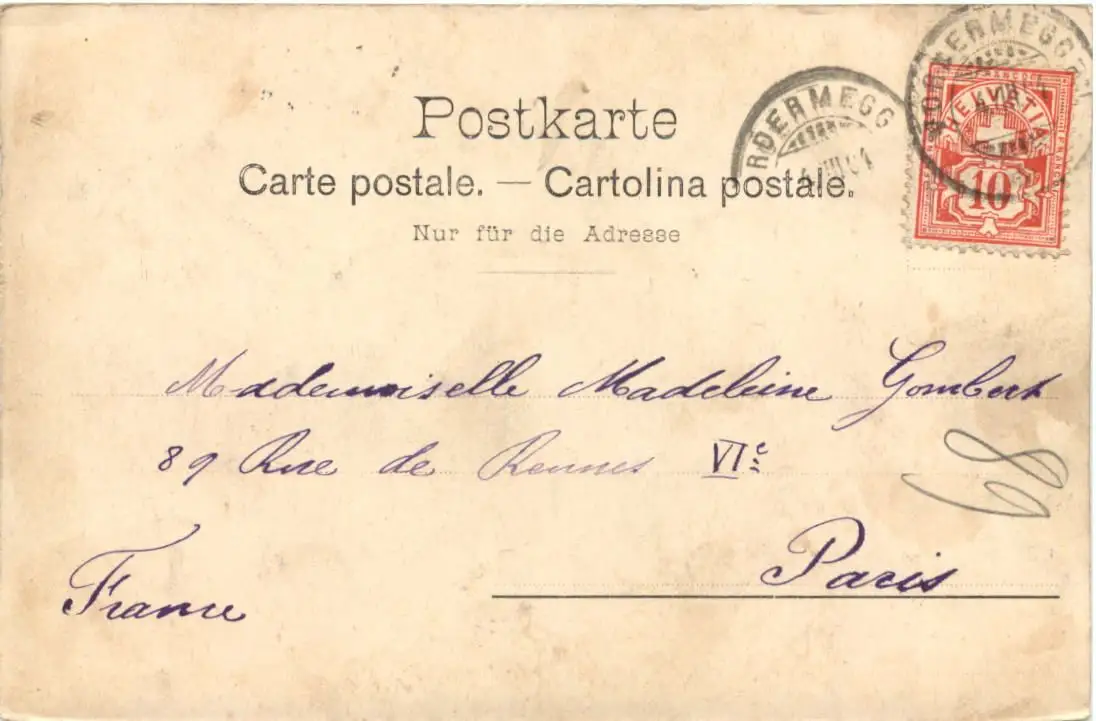 Postkarte
Carte postale. — Cartolina postale.
Nur für die Adresse
RDERMEGG
HELVETIA
10
Mademoiselle Madeleine Gombert
89 Rue de Rennes VIe
Paris
France